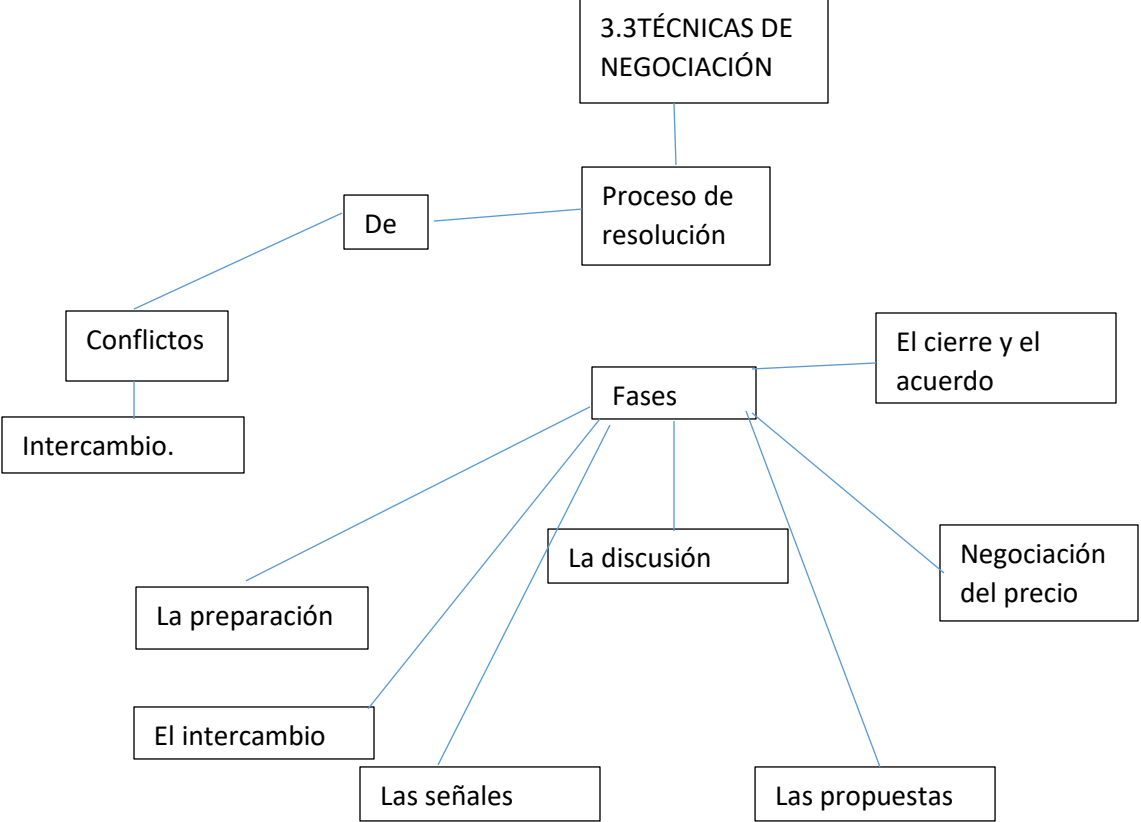 3.3TÉCNICAS DE
NEGOCIACIÓN
Proceso de
resolución
De
Conflictos
Intercambio.
El cierre y el
acuerdo
Fases
La discusión
Negociación
del precio
La preparación
El intercambio
Las señales
Las propuestas